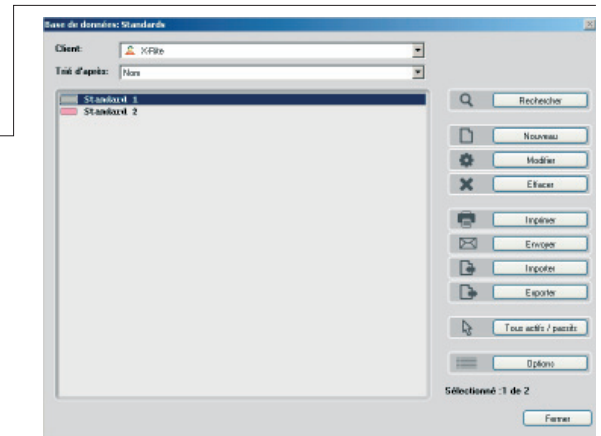 Base de données: Standards
Client: X-Rite
Trié d'après: Nom
Standard 1
Standard 2
Rechercher
Nouveau
Modifier
Effacer
Imprimer
Envoyer
Importer
Exporter
Tous actifs / passifs
Options
Sélectionné :1 de 2
Fermer